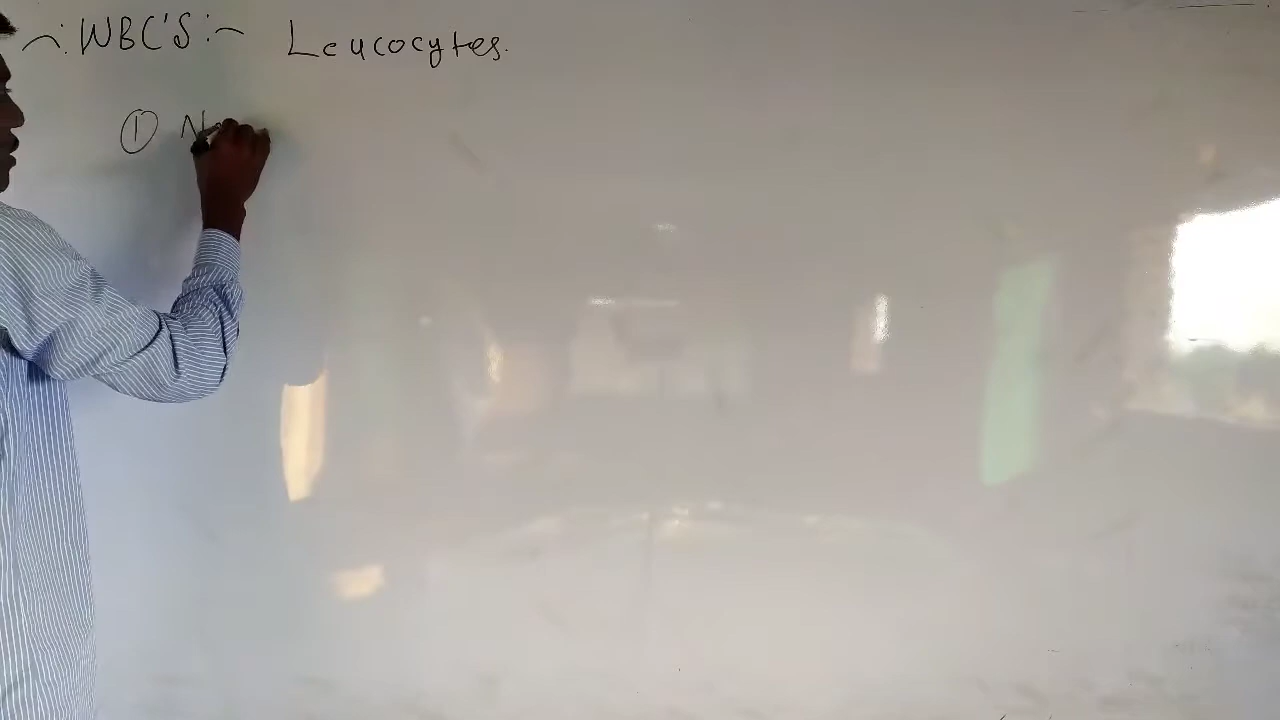 WBC'S :- Leucocytes.
① N